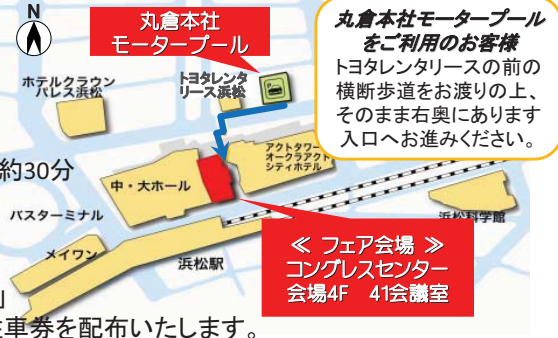 N
丸倉本社
モータープール
丸倉本社モータープール
をご利用のお客様
トヨタレンタリースの前の
横断歩道をお渡りの上、
そのまま右奥にあります
入口へお進みください。
ホテルクラウン
パレス浜松
トヨタレンタ
リース浜松
約30分
中・大ホール
アクトタワー
オークラアクト
シティホテル
バスターミナル
メイワン
浜松駅
浜松科学館
≪ フェア会場 ≫
コングレスセンター
会場4F 41会議室
」
車券を配布いたします。